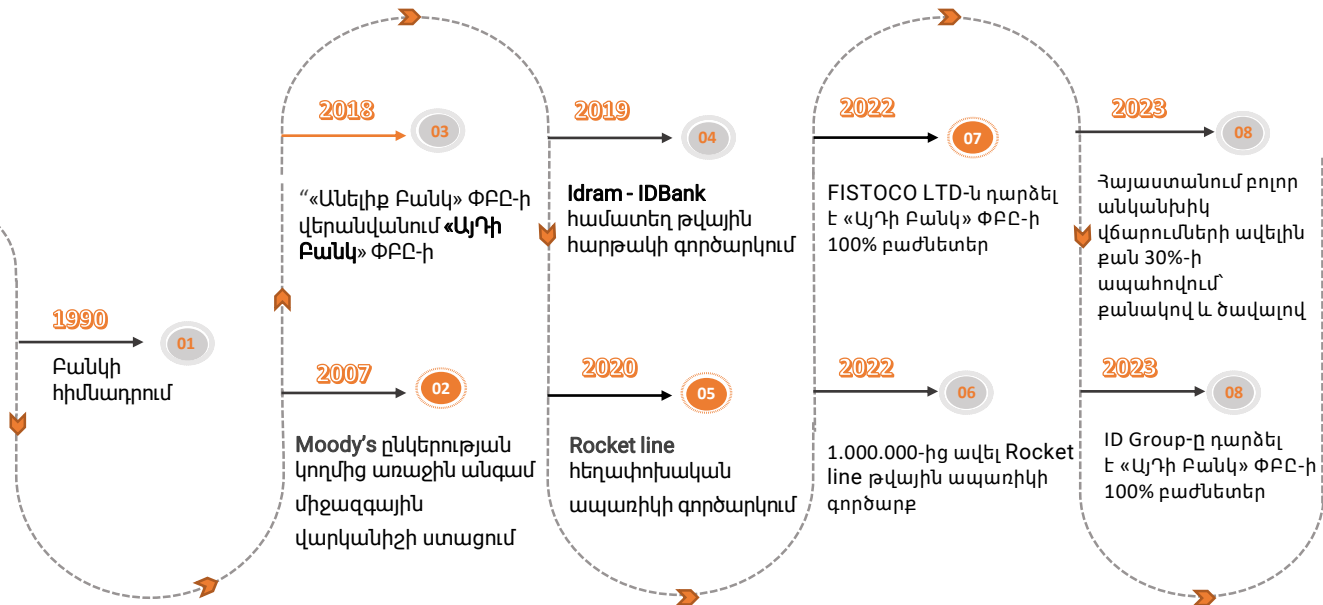 1990
01
Բանկի
հիմնադրում
2007
02
Moody's ընկերության
կողմից առաջին անգամ
միջազգային
վարկանիշի ստացում
2018
03
“«Անելիք Բանկ» ՓԲԸ-ի
վերանվանում «ԱյԴի
Բանկ» ՓԲԸ-ի
2019
04
Idram - IDBank
համատեղ թվային
հարթակի գործարկում
2020
05
Rocket line
հեղափոխական
ապառիկի գործարկում
2022
06
1.000.000-ից ավել Rocket
line թվային ապառիկի
գործարք
2022
07
FISTOCO LTD-ն դարձել
է «ԱյԴի Բանկ» ՓԲԸ-ի
100% բաժնետեր
2023
08
Հայաստանում բոլոր
անկանխիկ
վճարումների ավելին
քան 30%-ի
ապահովում՝
քանակով և ծավալով
2023
08
ID Group-ը դարձել
է «ԱյԴի Բանկ» ՓԲԸ-ի
100% բաժնետեր